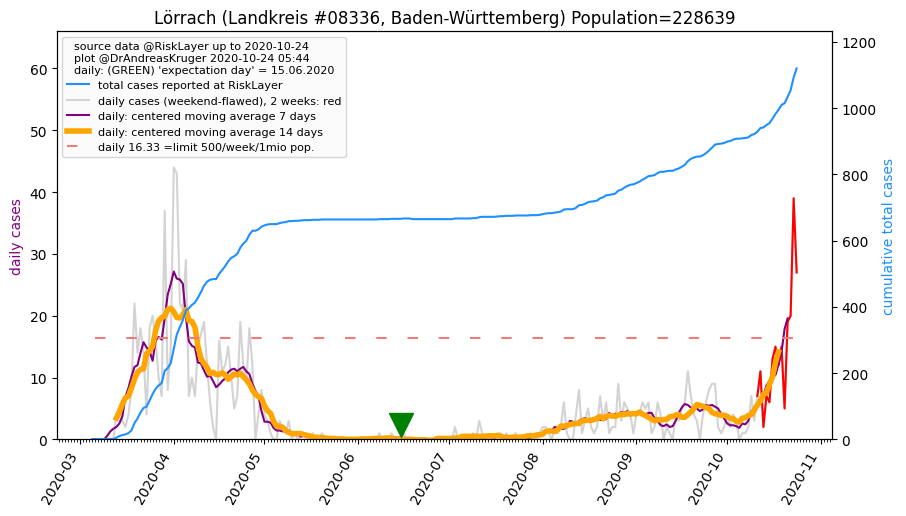 Lörrach (Landkreis #08336, Baden-Württemberg) Population=228639
source data @RiskLayer up to 2020-10-24
plot @DrAndreasKruger 2020-10-24 05:44
daily: (GREEN) 'expectation day' = 15.06.2020
total cases reported at RiskLayer
daily cases (weekend-flawed), 2 weeks: red
daily: centered moving average 7 days
daily: centered moving average 14 days
daily 16.33 =limit 500/week/1mio pop.
daily cases
60
50
40
30
20
10
0
1200
1000
800
600
400
200
0
cumulative total cases
2020-03
2020-04
2020-05
2020-06
2020-07
2020-08
2020-09
2020-10
2020-11